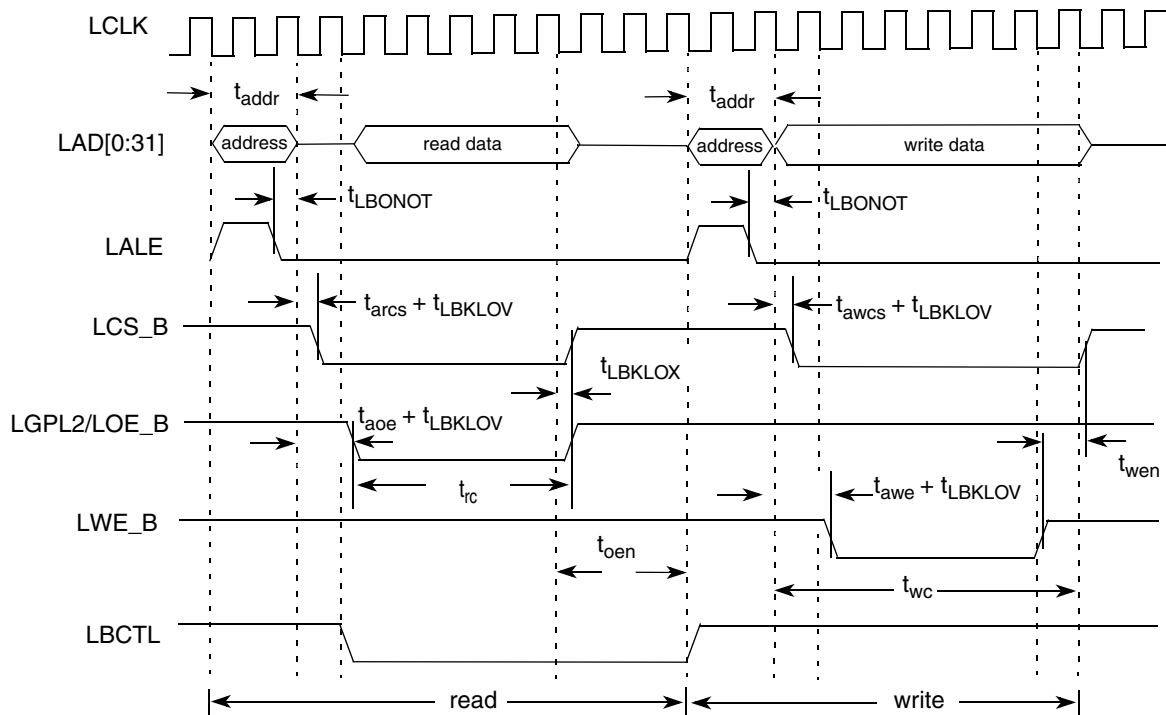 LCLK
t_addr t_addr
LAD[0:31] address read data address write data
t_LBONOT t_LBONOT
LALE
t_arcs + t_LBKLOV t_awcs + t_LBKLOV
LCS_B
t_LBKLOX
LGPL2/LOE_B t_aoe + t_LBKLOV
t_wen
t_rc t_awe + t_LBKLOV
LWE_B
t_oen
t_wc
LBCTL
read write